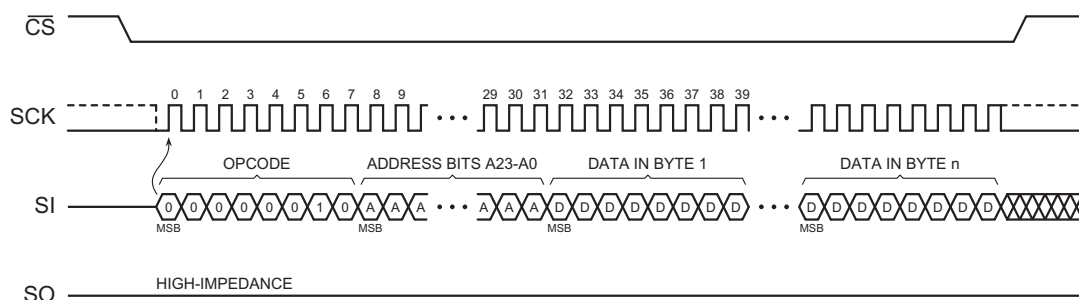 CS
SCK
0 1 2 3 4 5 6 7 8 9 29 30 31 32 33 34 35 36 37 38 39
OPCODE ADDRESS BITS A23-A0 DATA IN BYTE 1 DATA IN BYTE n
SI
0 0 0 0 0 0 1 0 A A A A A A D D D D D D D D D D D D D D D D
MSB MSB MSB MSB
SO
HIGH-IMPEDANCE